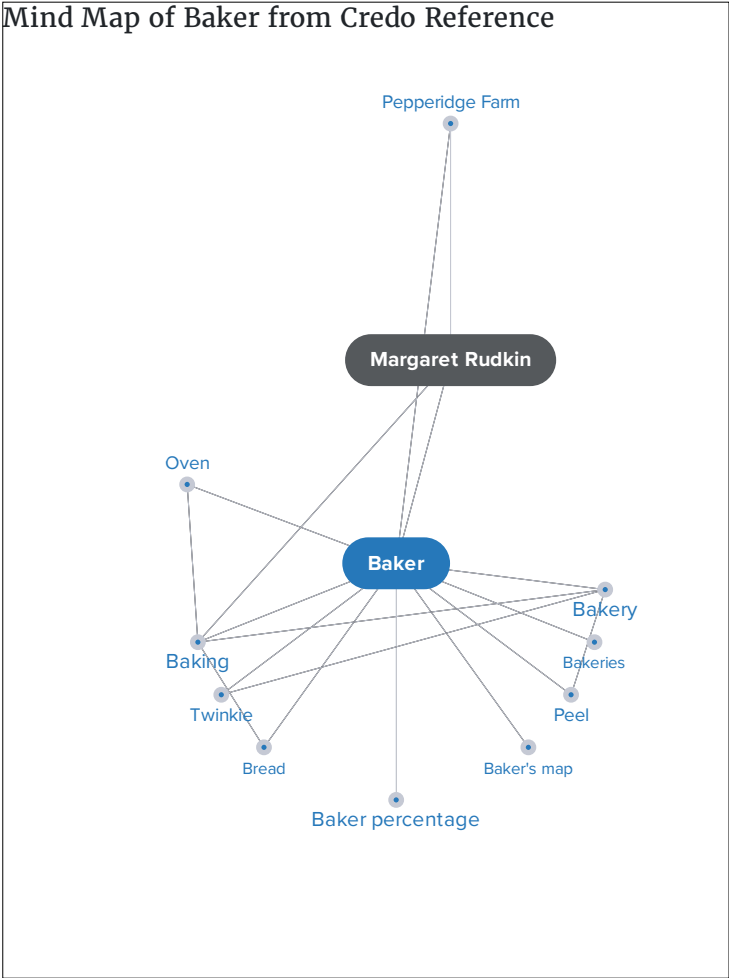 Mind Map of Baker from Credo Reference
Pepperidge Farm
Margaret Rudkin
Oven
Baker
Bakery
Baking
Bakeries
Twinkie
Peel
Bread
Baker's map
Baker percentage